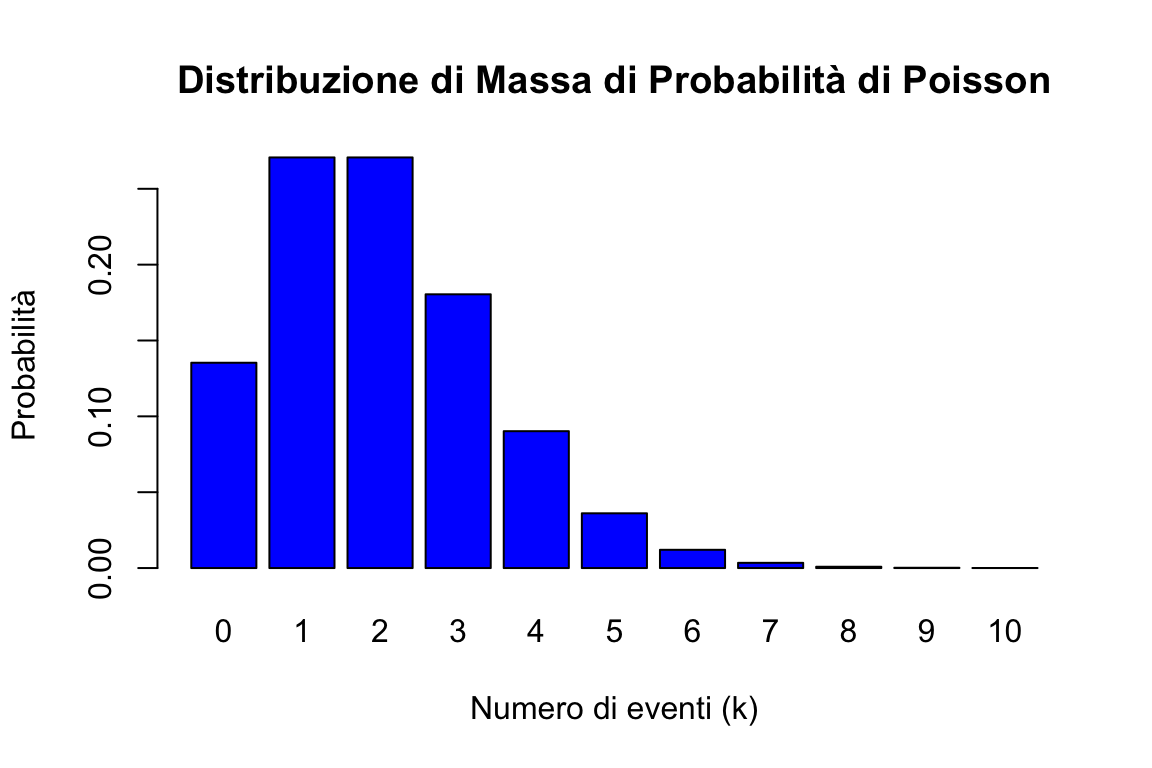 Distribuzione di Massa di Probabilità di Poisson
Probabilità
0.20
0.10
0.00
0 1 2 3 4 5 6 7 8 9 10
Numero di eventi (k)